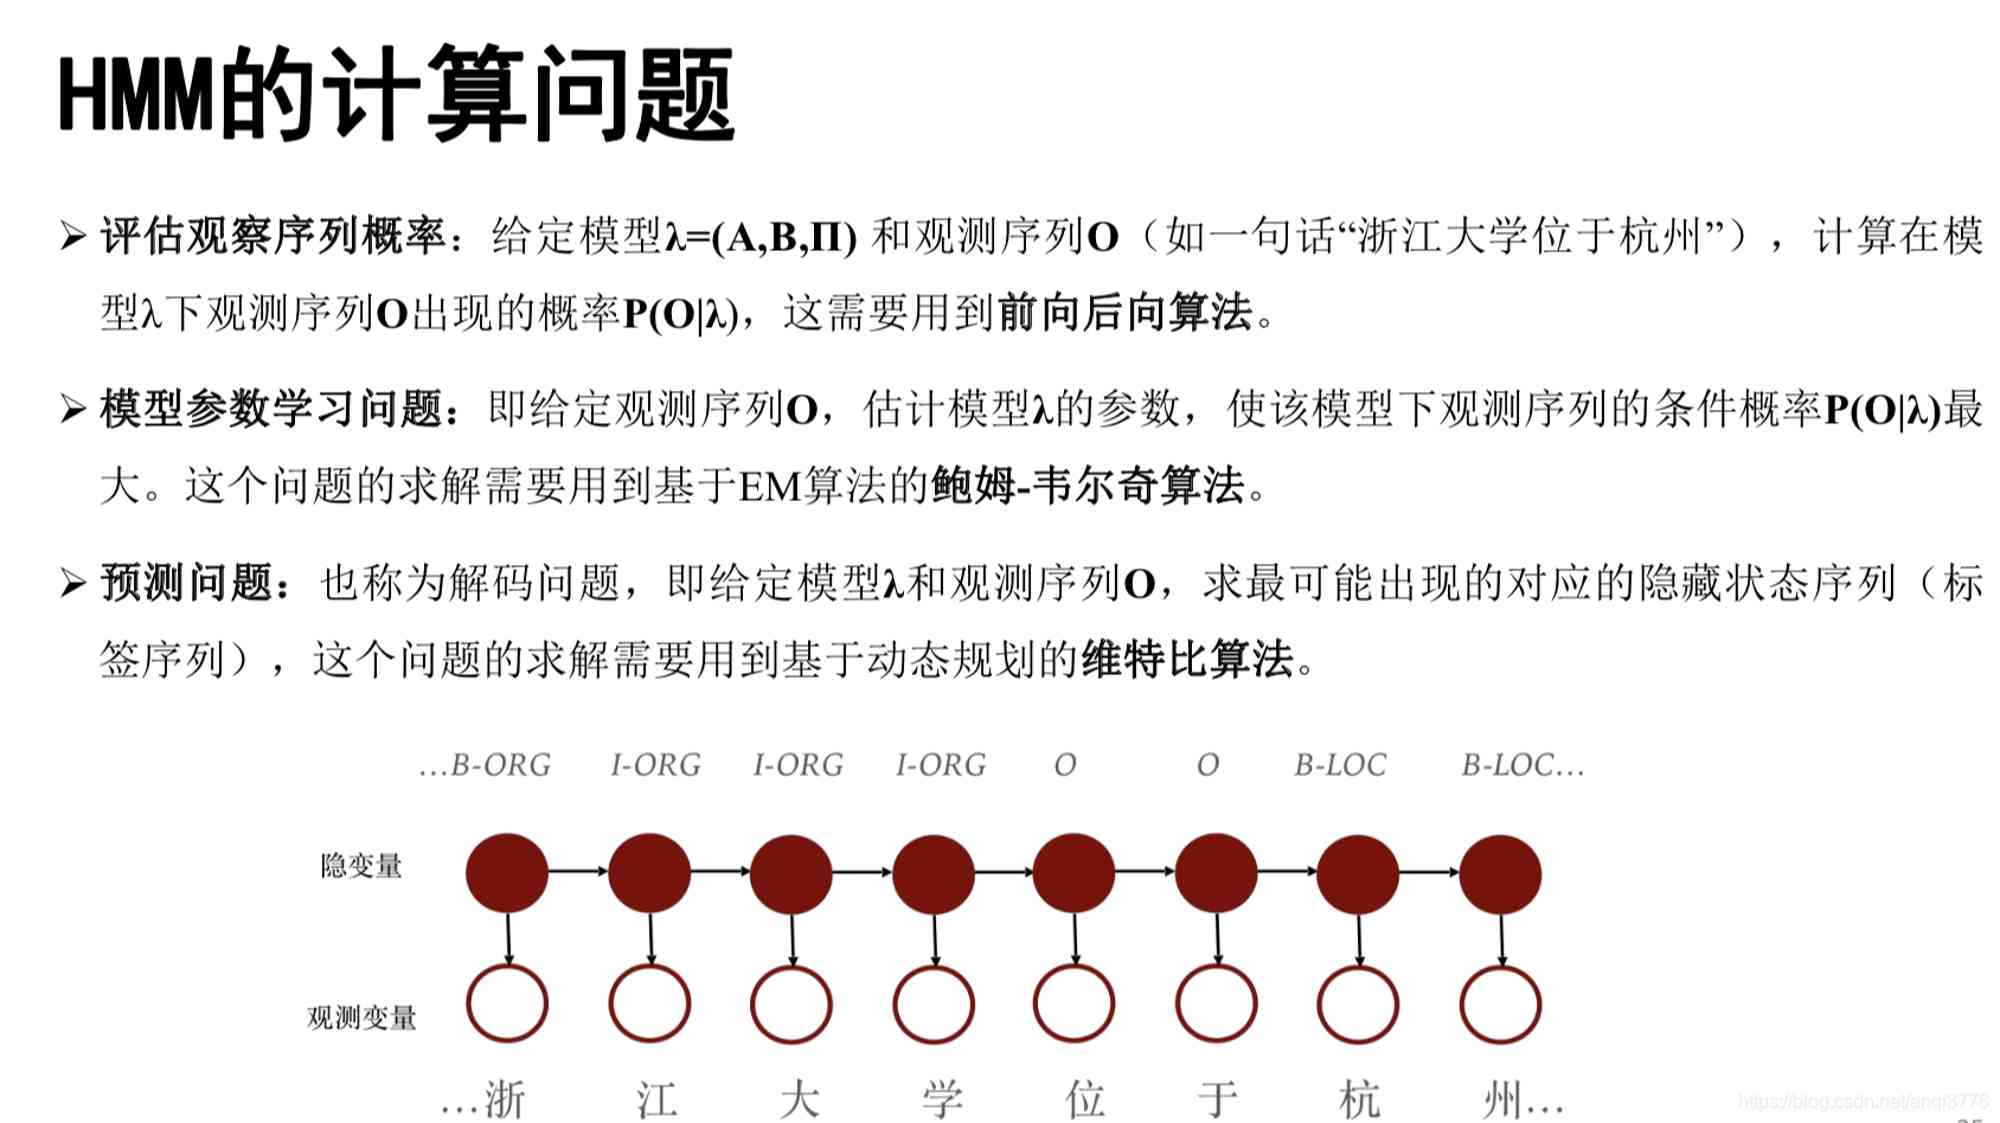 HMM的计算问题
➢ 评估观察序列概率：给定模型λ=(A,B,Π) 和观测序列O（如一句话“浙江大学位于杭州”），计算在模
型λ下观测序列O出现的概率P(O|λ)，这需要用到前向后向算法。
➢ 模型参数学习问题：即给定观测序列O，估计模型λ的参数，使该模型下观测序列的条件概率P(O|λ)最
大。这个问题的求解需要用到基于EM算法的鲍姆-韦尔奇算法。
➢ 预测问题：也称为解码问题，即给定模型λ和观测序列O，求最可能出现的对应的隐藏状态序列（标
签序列），这个问题的求解需要用到基于动态规划的维特比算法。
…B-ORG I-ORG I-ORG I-ORG O O B-LOC B-LOC…
隐变量
观测变量
…浙 江 大 学 位 于 杭 州…